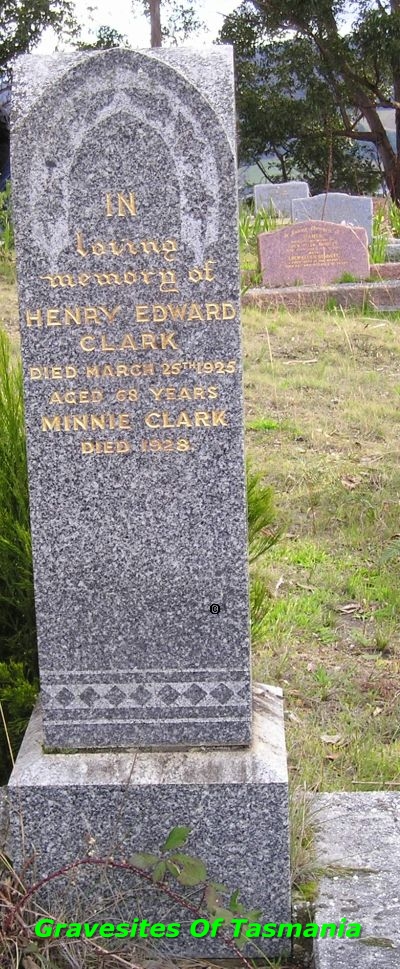 IN
loving
memory of
HENRY EDWARD
CLARK
DIED MARCH 25TH 1925
AGED 68 YEARS
MINNIE CLARK
DIED 1928.
@
Gravesites Of Tasmania